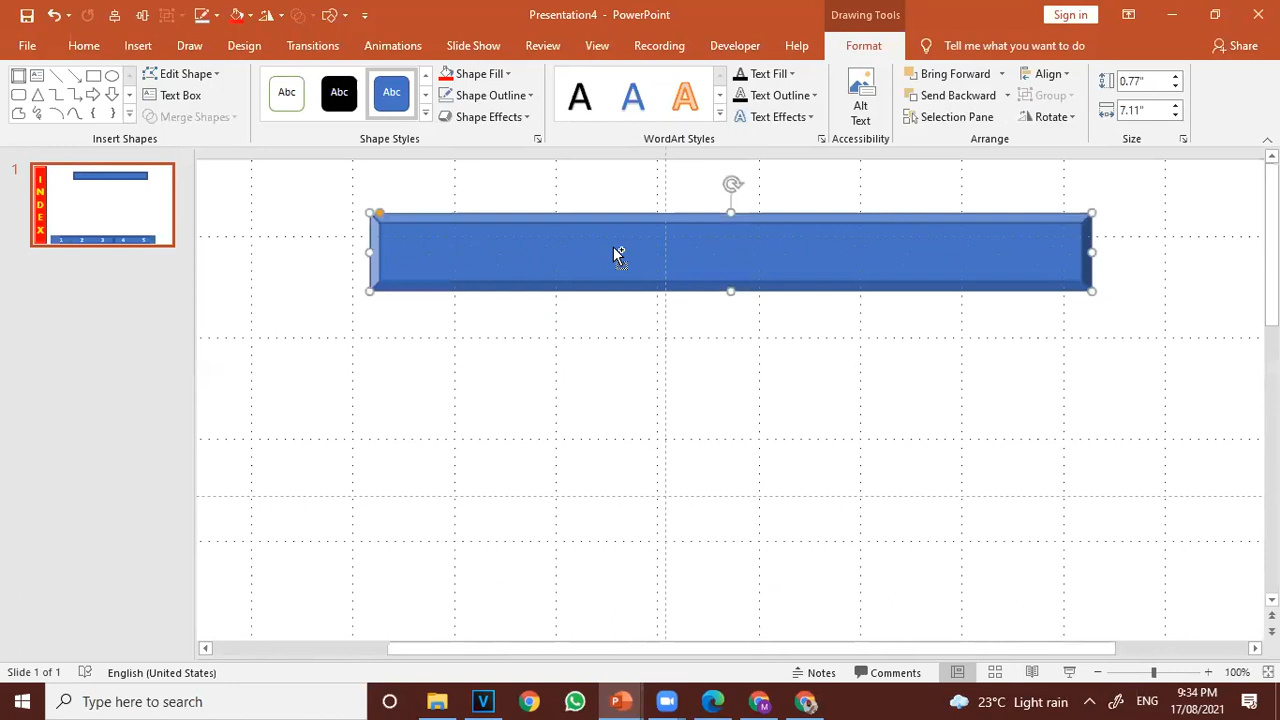 Presentation4 - PowerPoint
Drawing Tools
Sign in
File Home Insert Draw Design Transitions Animations Slide Show Review View Recording Developer Help Format Tell me what you want to do Share
Edit Shape
Text Box
Merge Shapes
Insert Shapes
Abc Abc Abc
Shape Fill
Shape Outline
Shape Effects
Shape Styles
A A A
Text Fill
Text Outline
Text Effects
WordArt Styles
Alt
Text
Accessibility
Bring Forward
Send Backward
Selection Pane
Align
Group
Rotate
Arrange
0.77"
7.11"
Size
1
I
N
D
E
X
1 2 3 4 5
Slide 1 of 1 English (United States) Notes Comments 100%
Type here to search
23°C Light rain
ENG
9:34 PM
17/08/2021